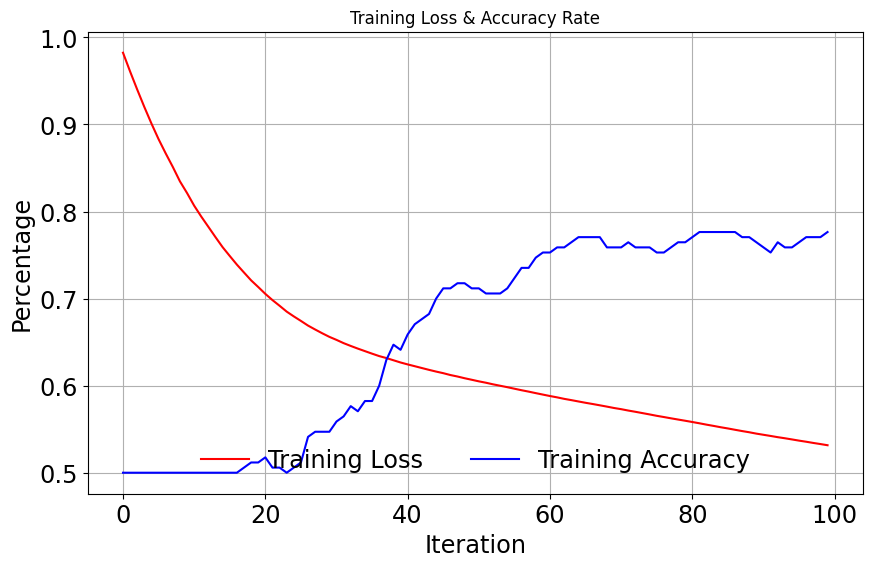 Training Loss & Accuracy Rate
1.0
0.9
0.8
0.7
0.6
0.5
Percentage
Training Loss
Training Accuracy
0 20 40 60 80 100
Iteration